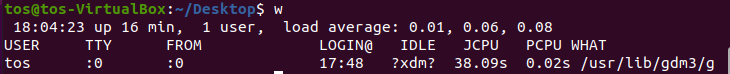 tos@tos-VirtualBox:~/Desktop$ w
 18:04:23 up 16 min,  1 user,  load average: 0.01, 0.06, 0.08
USER     TTY      FROM             LOGIN@   IDLE   JCPU   PCPU WHAT
tos      :0       :0               17:48   ?xdm?  38.09s  0.02s /usr/lib/gdm3/g